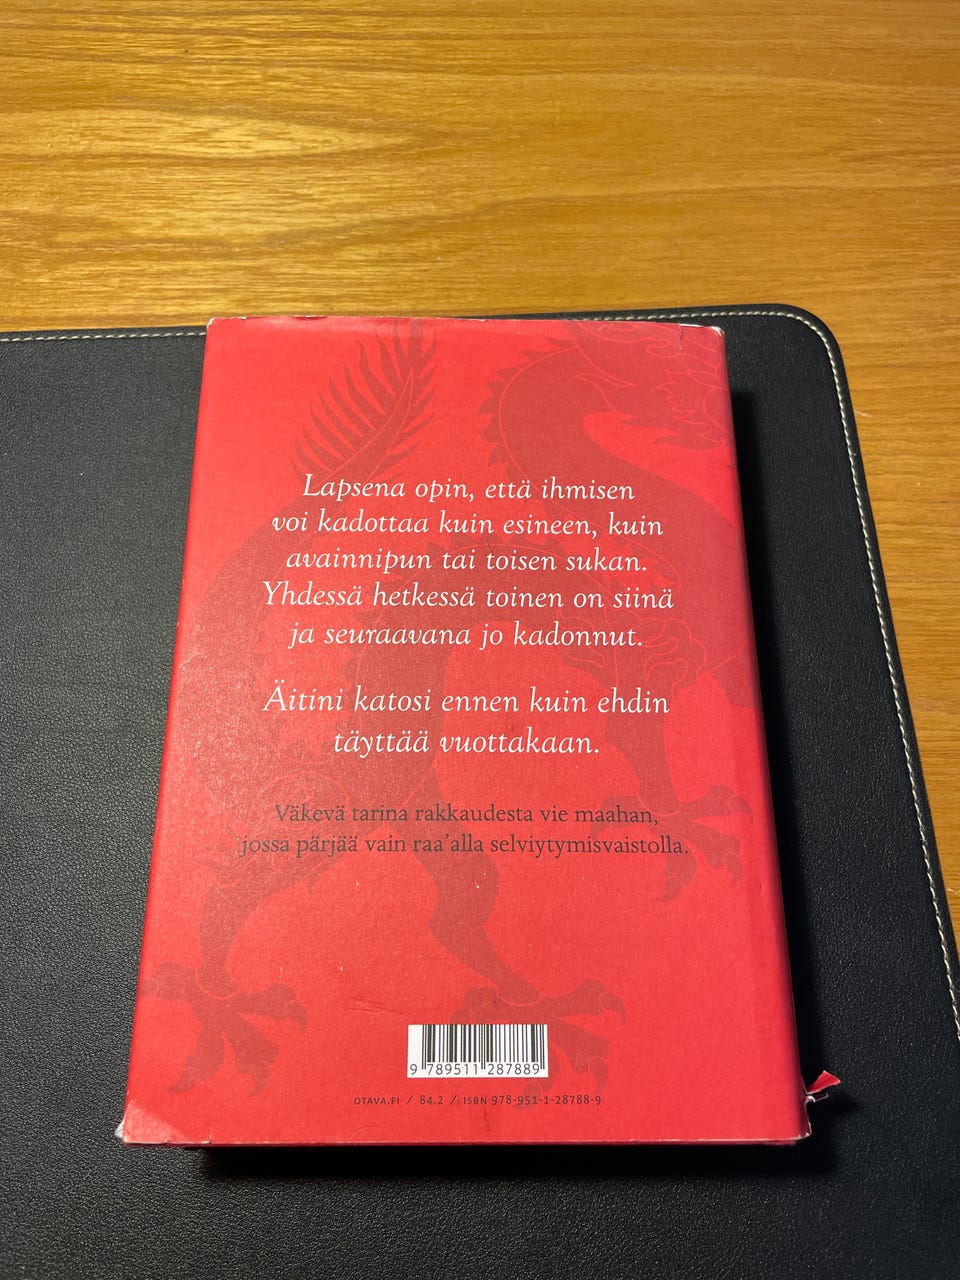 Lapsena opin, että ihmisen
voi kadottaa kuin esineen, kuin
avainnipun tai toisen sukan.
Yhdessä hetkessä toinen on siinä
ja seuraavana jo kadonnut.
Äitini katosi ennen kuin ehdin
täyttää vuottakaan.
Väkevä tarina rakkaudesta vie maahan,
jossa pärjää vain raa'alla selviytymisvaistolla.
9 789511 287889
OTAVA.FI / 84.2 / ISBN 978-951-1-28788-9